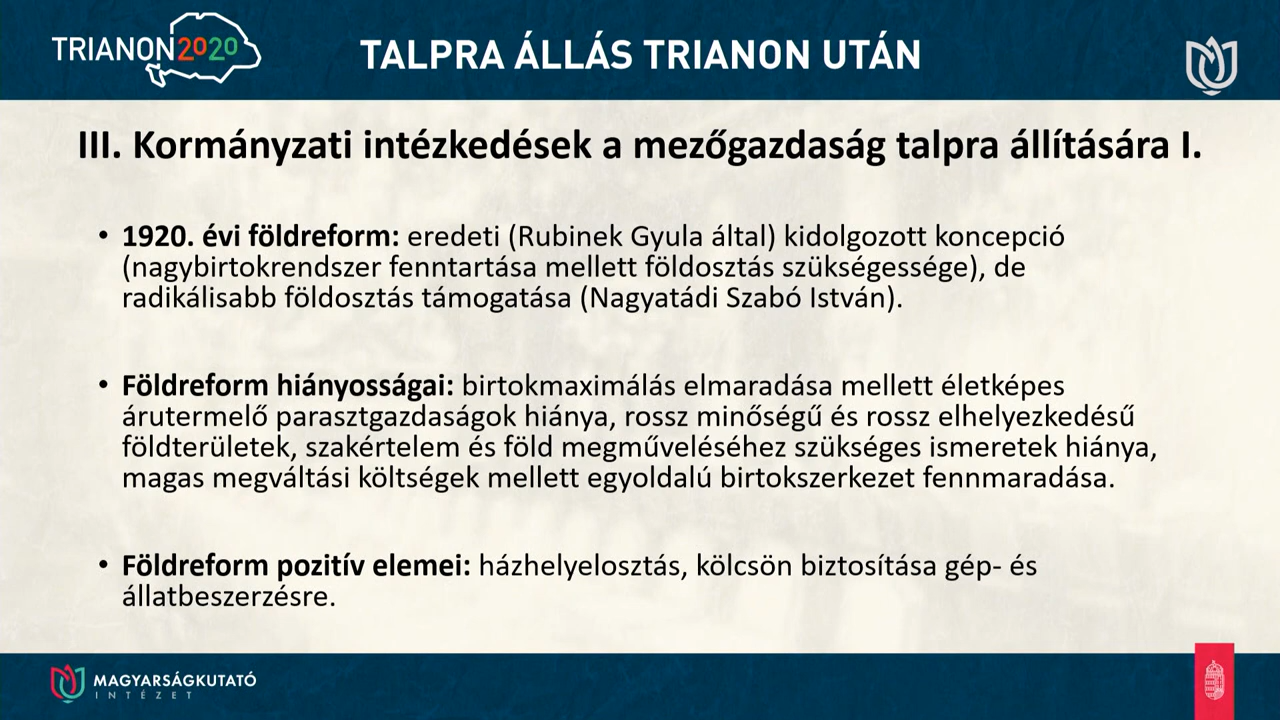 TRIANON2020
TALPRA ÁLLÁS TRIANON UTÁN
III. Kormányzati intézkedések a mezőgazdaság talpra állítására I.
• 1920. évi földreform: eredeti (Rubinek Gyula által) kidolgozott koncepció
(nagybirtokrendszer fenntartása mellett földosztás szükségessége), de
radikálisabb földosztás támogatása (Nagyatádi Szabó István).
• Földreform hiányosságai: birtokmaximálás elmaradása mellett életképes
árutermelő parasztgazdaságok hiánya, rossz minőségű és rossz elhelyezkedésű
földterületek, szakértelem és föld megműveléséhez szükséges ismeretek hiánya,
magas megváltási költségek mellett egyoldalú birtokszerkezet fennmaradása.
• Földreform pozitív elemei: házhelyelosztás, kölcsön biztosítása gép- és
állatbeszerzésre.
MAGYARSÁGKUTATÓ
INTÉZET